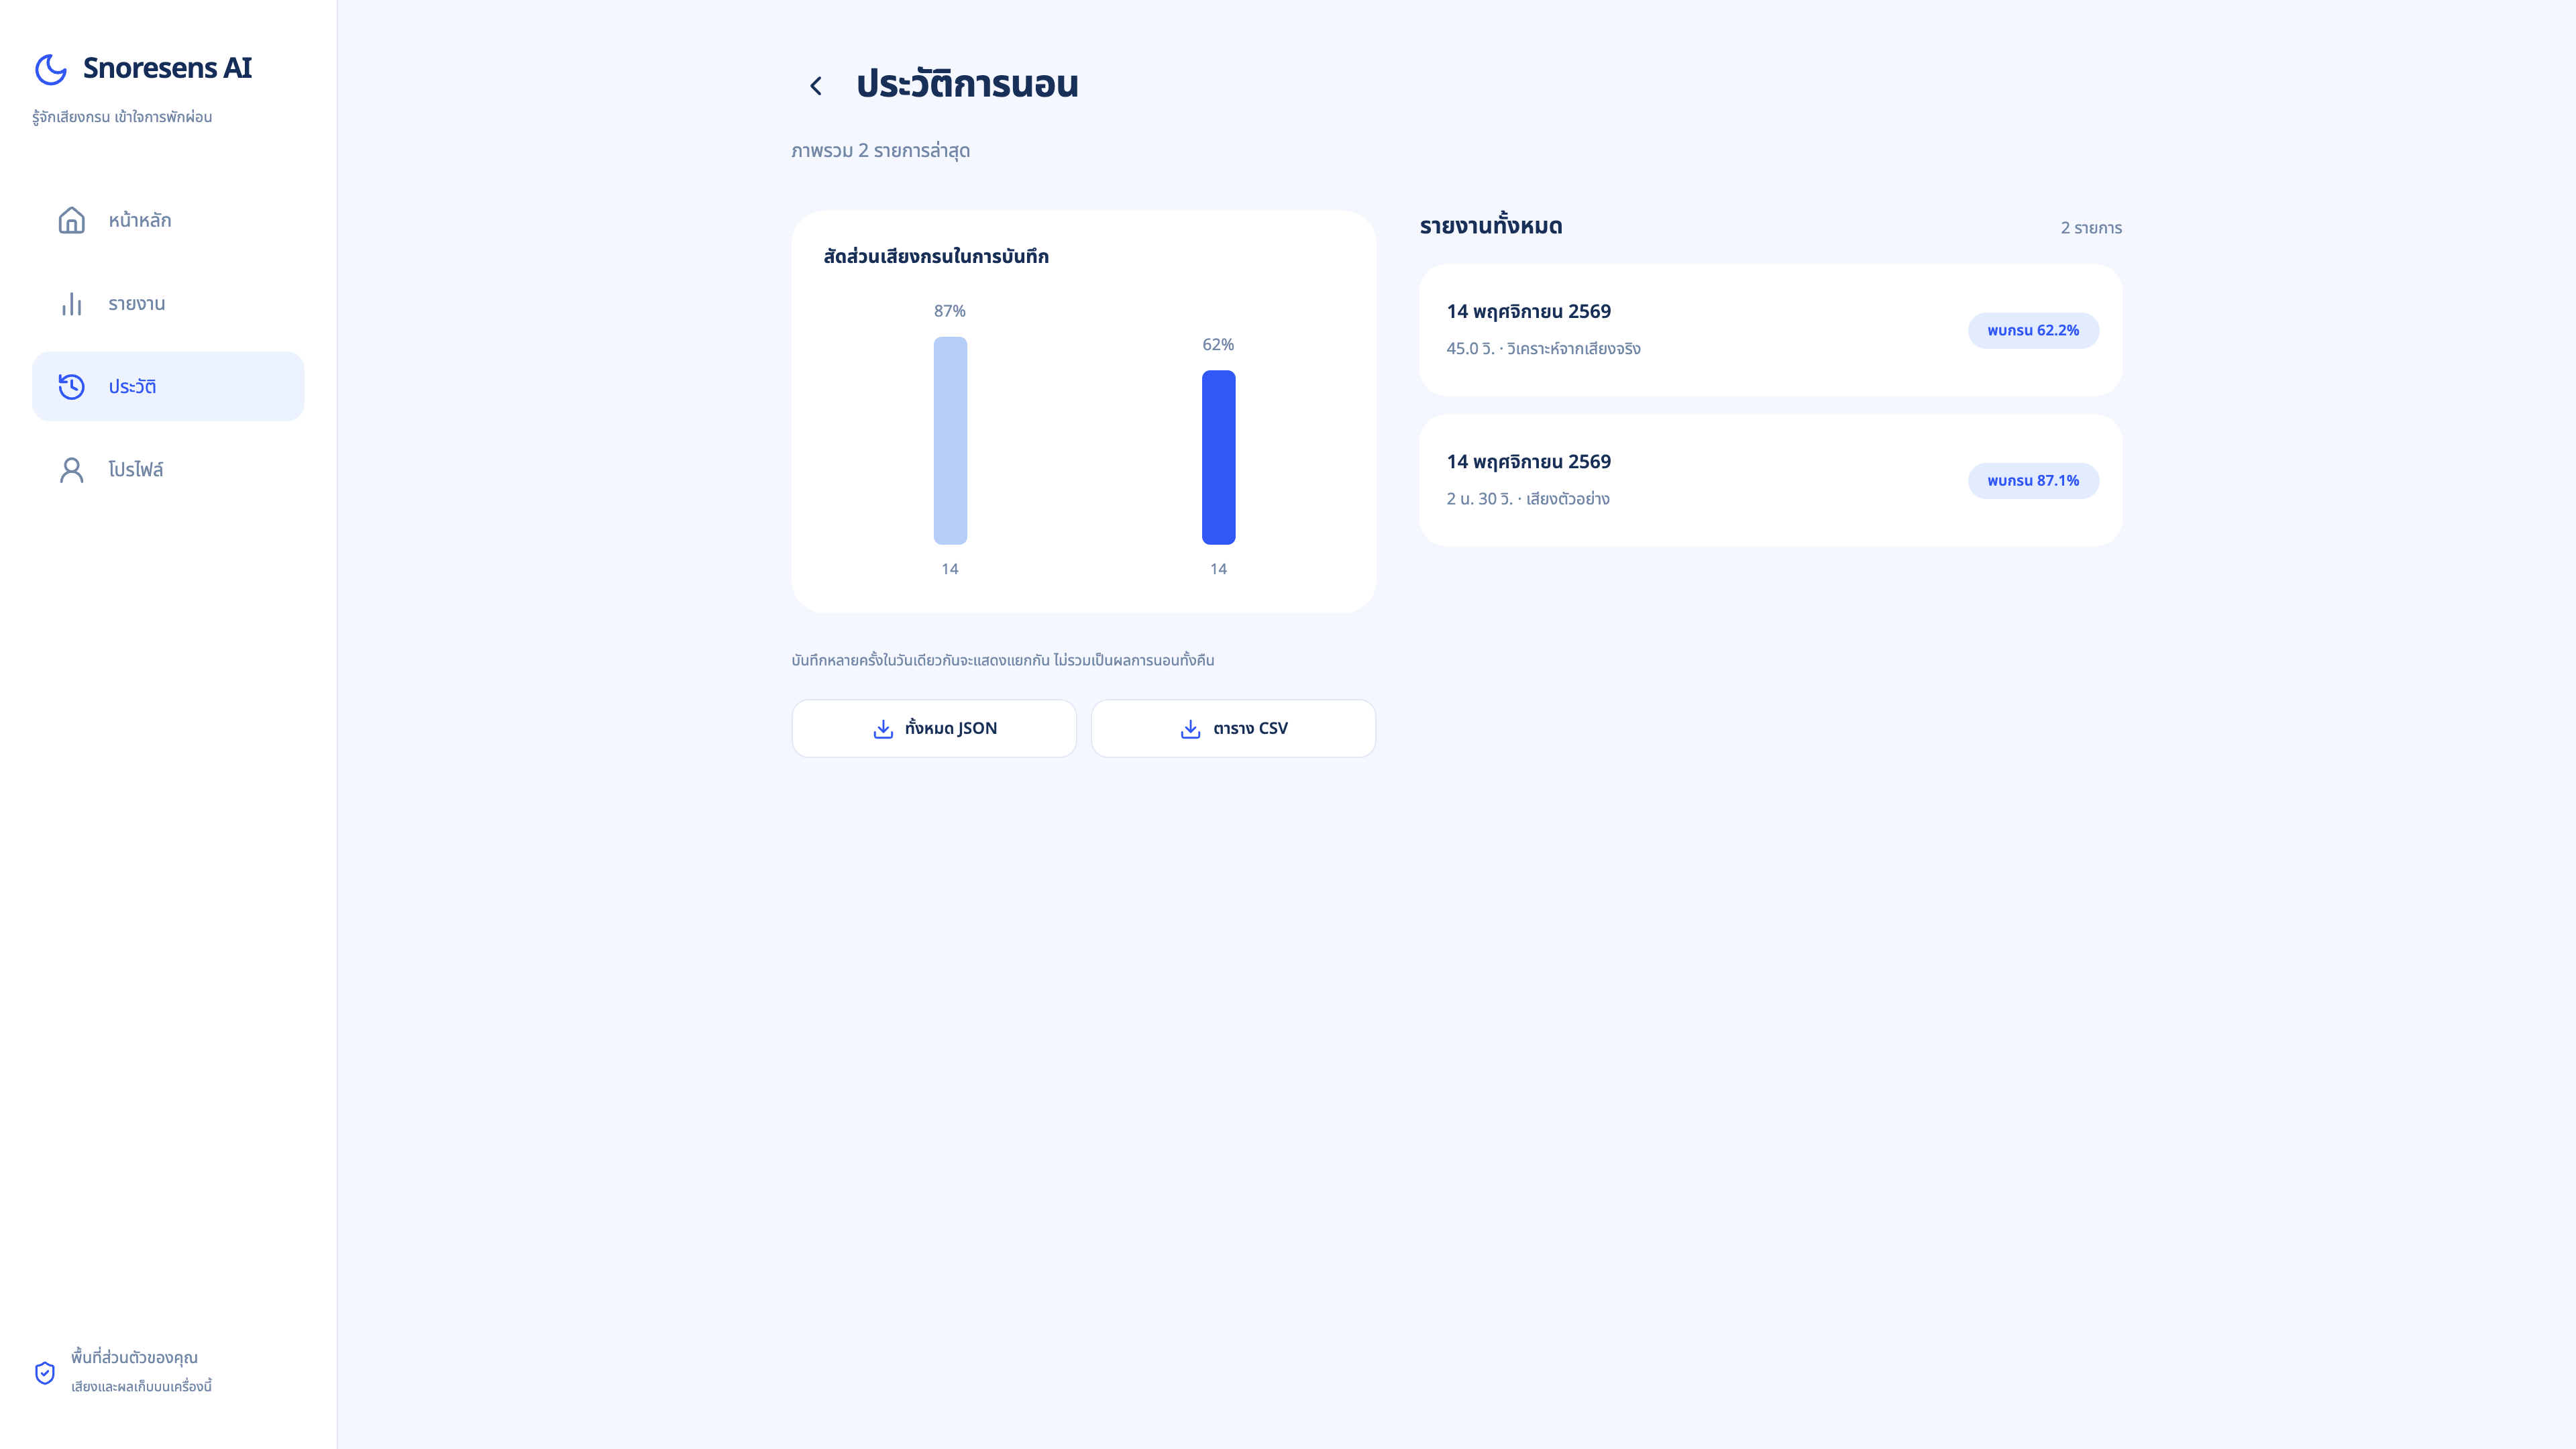 Snoresens AI
รู้จักเสียงกรน เข้าใจการพักผ่อน
หน้าหลัก
รายงาน
ประวัติ
โปรไฟล์
พื้นที่ส่วนตัวของคุณ
เสียงและผลเก็บบนเครื่องนี้
ประวัติการนอน
ภาพรวม 2 รายการล่าสุด
สัดส่วนเสียงกรนในการบันทึก
87%
62%
14
14
บันทึกหลายครั้งในวันเดียวกันจะแสดงแยกกัน ไม่รวมเป็นผลการนอนทั้งคืน
ทั้งหมด JSON
ตาราง CSV
รายงานทั้งหมด
2 รายการ
14 พฤศจิกายน 2569
45.0 วิ. · วิเคราะห์จากเสียงจริง
พบกรน 62.2%
14 พฤศจิกายน 2569
2 น. 30 วิ. · เสียงตัวอย่าง
พบกรน 87.1%